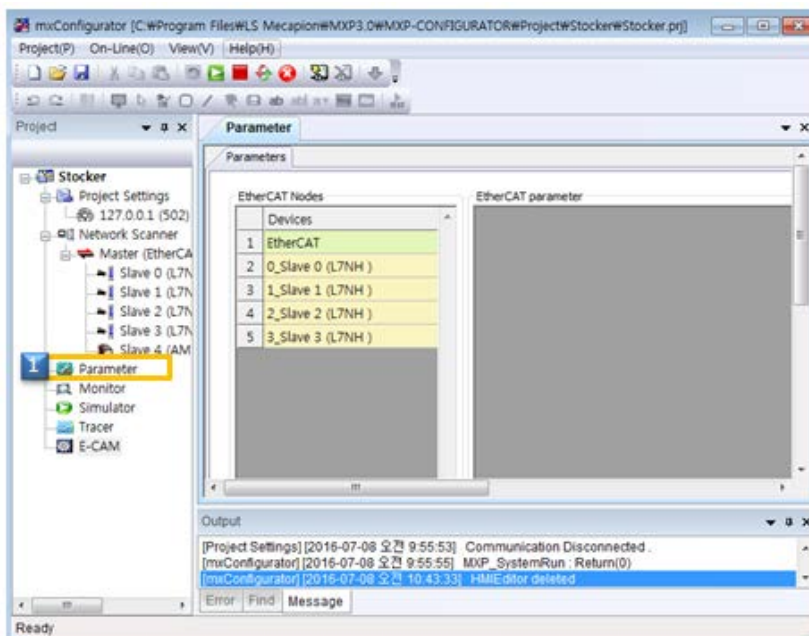 mxConfigurator [C:₩Program Files₩LS Mecapion₩MXP3.0₩MXP-CONFIGURATOR₩Project₩Stocker₩Stocker.prj]
Project(P) On-Line(O) View(V) Help(H)
Project
Stocker
Project Settings
127.0.0.1 (502)
Network Scanner
Master (EtherCA
Slave 0 (L7N
Slave 1 (L7N
Slave 2 (L7N
Slave 3 (L7N
Slave 4 (AM
1
Parameter
Monitor
Simulator
Tracer
E-CAM
Parameter
Parameters
EtherCAT Nodes
Devices
1 EtherCAT
2 0_Slave 0 (L7NH )
3 1_Slave 1 (L7NH )
4 2_Slave 2 (L7NH )
5 3_Slave 3 (L7NH )
EtherCAT parameter
Output
[Project Settings] [2016-07-08 오전 9:55:53] Communication Disconnected .
[mxConfigurator] [2016-07-08 오전 9:55:55] MXP_SystemRun : Return(0)
[mxConfigurator] [2016-07-08 오전 10:43:33] HMIEditor deleted
Error Find Message
Ready